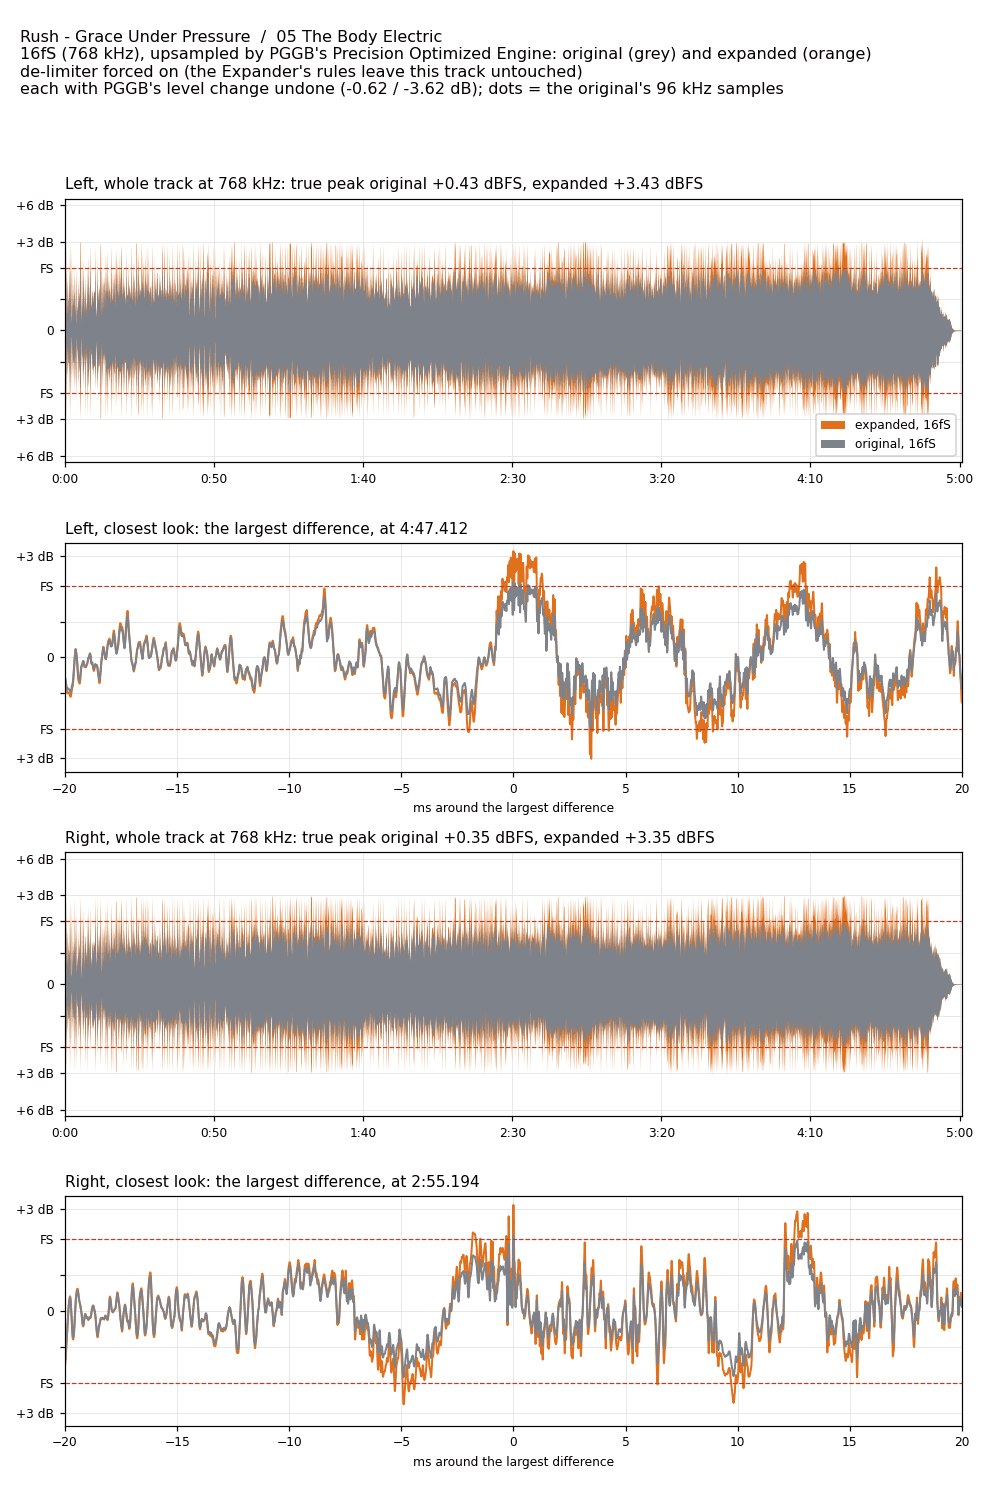 Rush - Grace Under Pressure  /  05 The Body Electric
16fS (768 kHz), upsampled by PGGB's Precision Optimized Engine: original (grey) and expanded (orange)
de-limiter forced on (the Expander's rules leave this track untouched)
each with PGGB's level change undone (-0.62 / -3.62 dB); dots = the original's 96 kHz samples
Left, whole track at 768 kHz: true peak original +0.43 dBFS, expanded +3.43 dBFS
+6 dB
+3 dB
FS
0
FS
+3 dB
+6 dB
expanded, 16fS
original, 16fS
0:00 0:50 1:40 2:30 3:20 4:10 5:00
Left, closest look: the largest difference, at 4:47.412
+3 dB
FS
0
FS
+3 dB
−20 −15 −10 −5 0 5 10 15 20
ms around the largest difference
Right, whole track at 768 kHz: true peak original +0.35 dBFS, expanded +3.35 dBFS
+6 dB
+3 dB
FS
0
FS
+3 dB
+6 dB
0:00 0:50 1:40 2:30 3:20 4:10 5:00
Right, closest look: the largest difference, at 2:55.194
+3 dB
FS
0
FS
+3 dB
−20 −15 −10 −5 0 5 10 15 20
ms around the largest difference